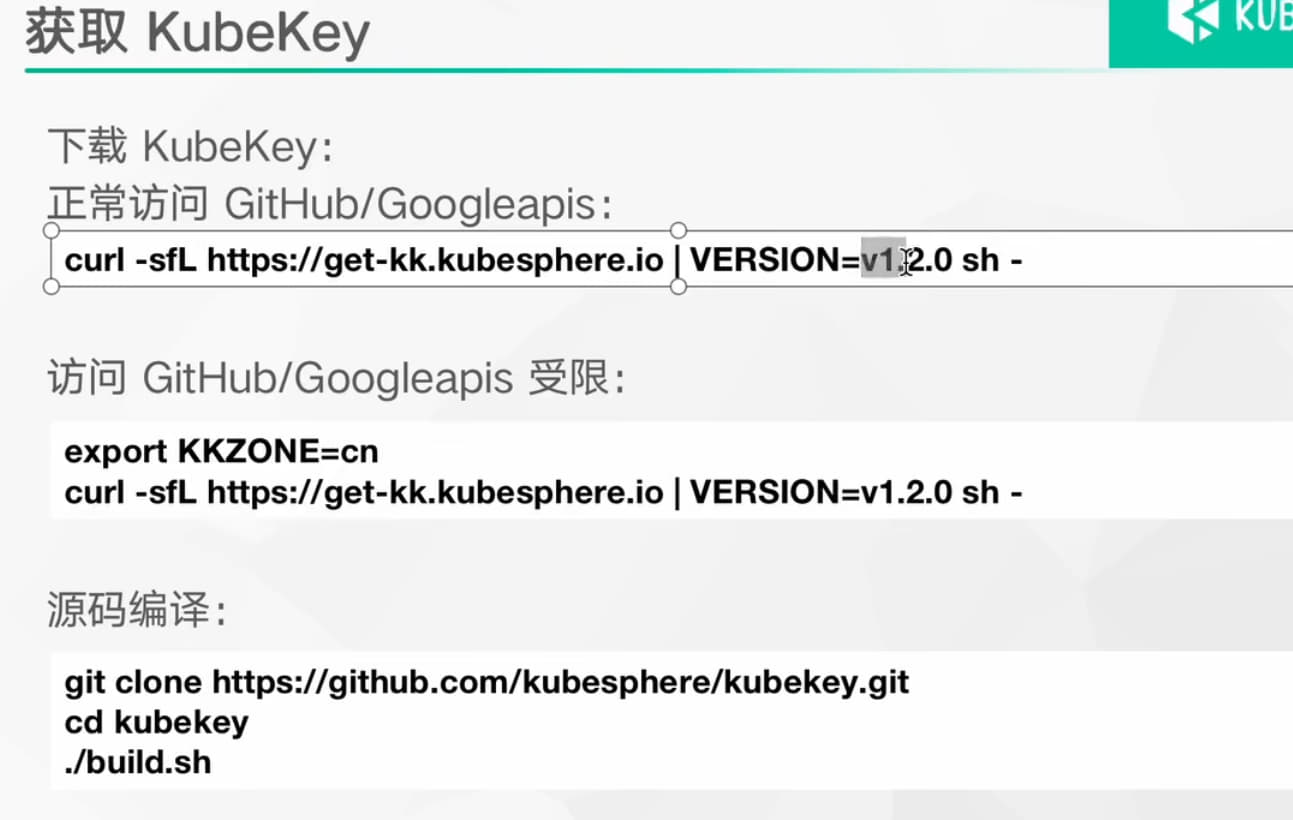 获取 KubeKey
KUB
下载 KubeKey：
正常访问 GitHub/Googleapis：
curl -sfL https://get-kk.kubesphere.io | VERSION=v1.2.0 sh -
访问 GitHub/Googleapis 受限：
export KKZONE=cn
curl -sfL https://get-kk.kubesphere.io | VERSION=v1.2.0 sh -
源码编译：
git clone https://github.com/kubesphere/kubekey.git
cd kubekey
./build.sh